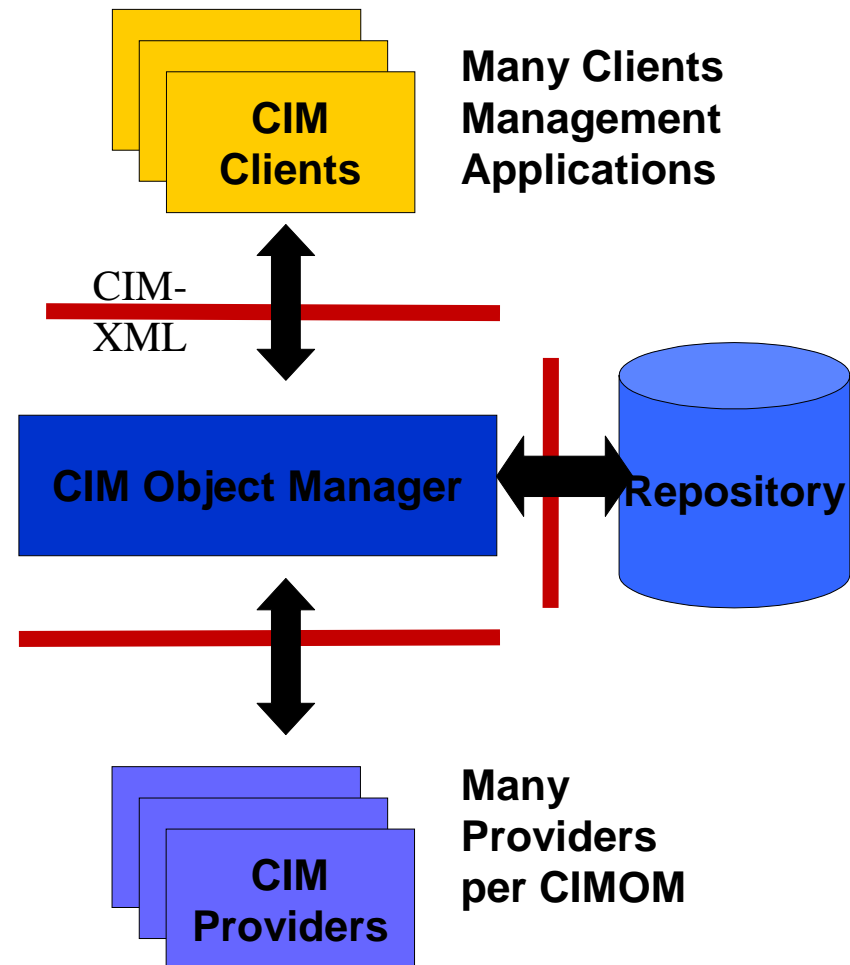 CIM
Clients
Many Clients
Management
Applications
CIM-
XML
CIM Object Manager
Repository
CIM
Providers
Many
Providers
per CIMOM